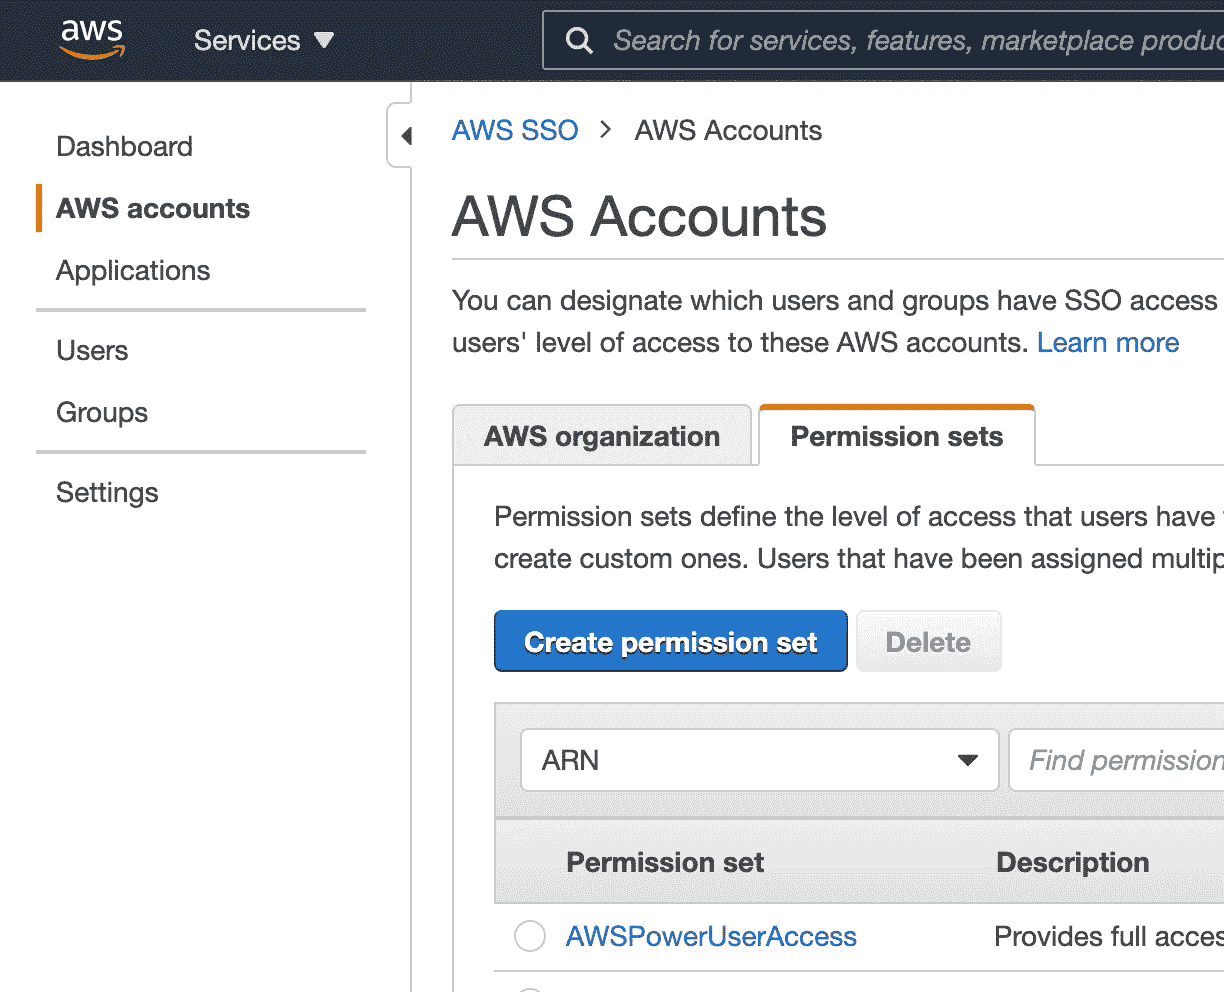 aws
Services
Search for services, features, marketplace
Dashboard
AWS accounts
Applications
Users
Groups
Settings
AWS SSO > AWS Accounts
AWS Accounts
You can designate which users and groups have SSO access
users' level of access to these AWS accounts. Learn more
AWS organization
Permission sets
Permission sets define the level of access that users have
create custom ones. Users that have been assigned
Create permission set
Delete
ARN
Find permission
Permission set
Description
AWSPowerUserAccess
Provides full